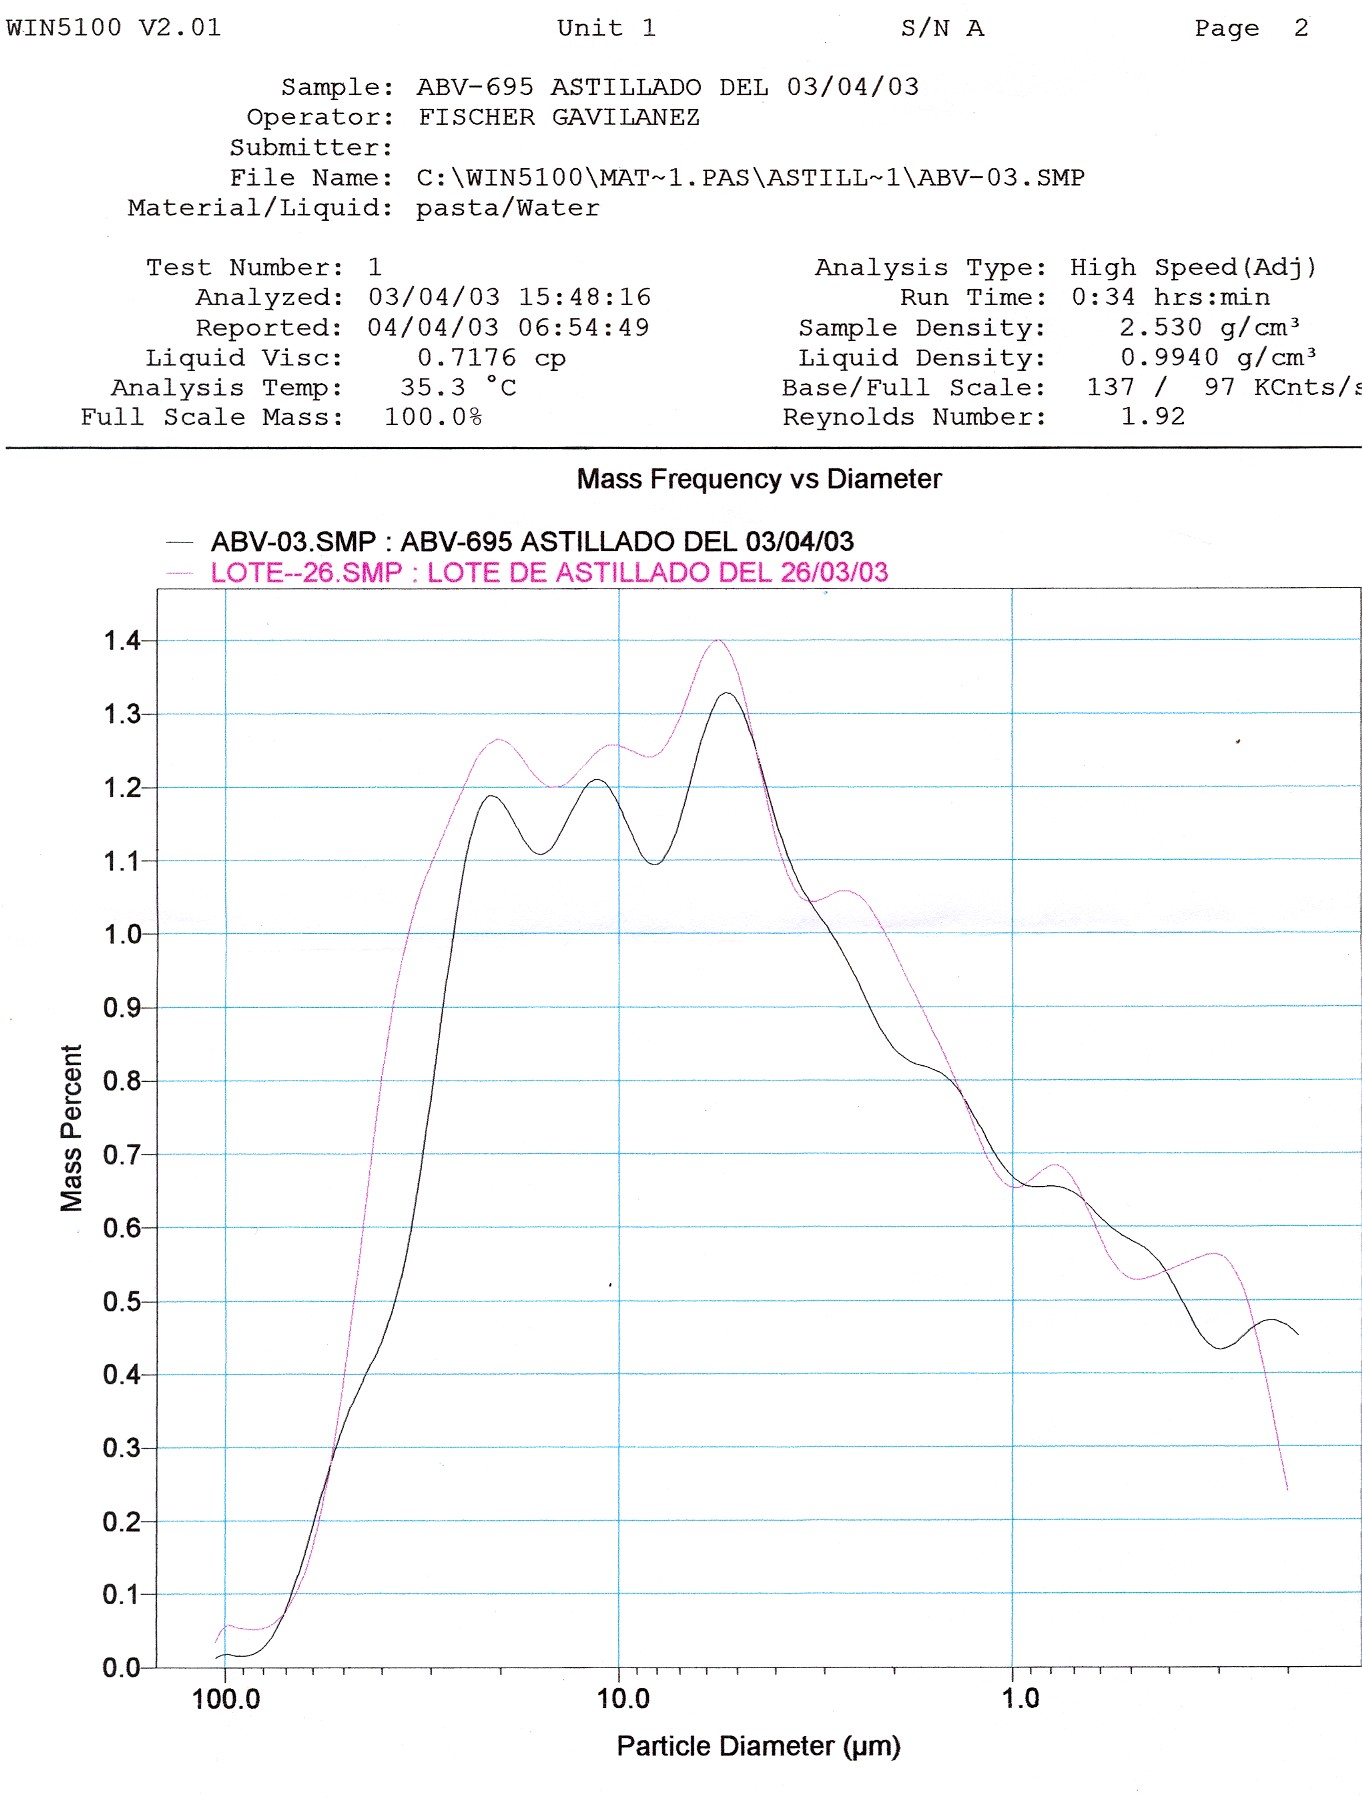 WIN5100 V2.01 Unit 1 S/N A Page 2
Sample: ABV-695 ASTILLADO DEL 03/04/03
Operator: FISCHER GAVILANEZ
Submitter:
File Name: C:\WIN5100\MAT~1.PAS\ASTILL~1\ABV-03.SMP
Material/Liquid: pasta/Water
Test Number: 1 Analysis Type: High Speed(Adj)
Analyzed: 03/04/03 15:48:16 Run Time: 0:34 hrs:min
Reported: 04/04/03 06:54:49 Sample Density: 2.530 g/cm³
Liquid Visc: 0.7176 cp Liquid Density: 0.9940 g/cm³
Analysis Temp: 35.3 °C Base/Full Scale: 137 / 97 KCnts/s
Full Scale Mass: 100.0% Reynolds Number: 1.92
Mass Frequency vs Diameter
ABV-03.SMP : ABV-695 ASTILLADO DEL 03/04/03
LOTE--26.SMP : LOTE DE ASTILLADO DEL 26/03/03
1.4
1.3
1.2
1.1
1.0
0.9
0.8
0.7
0.6
0.5
0.4
0.3
0.2
0.1
0.0
Mass Percent
100.0 10.0 1.0
Particle Diameter (µm)